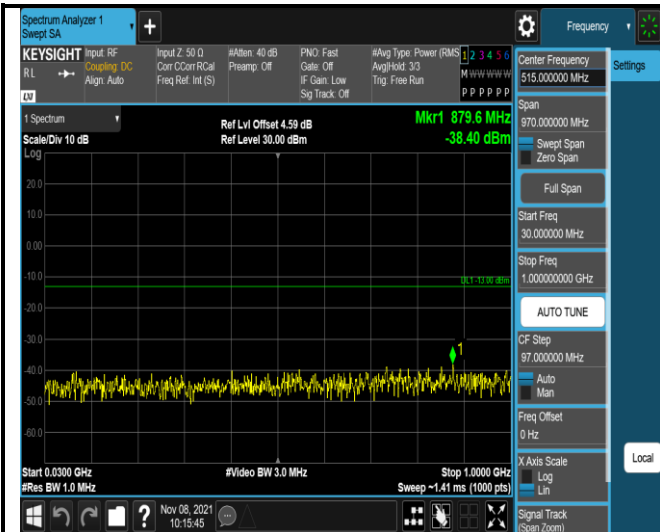 Spectrum Analyzer 1
Swept SA
+
Frequency
KEYSIGHT Input: RF Input Z: 50 Ω #Atten: 40 dB PNO: Fast #Avg Type: Power (RMS 1 2 3 4 5 6
RL Coupling: DC Corr CCorr RCal Preamp: Off Gate: Off Avg|Hold: 3/3 M W W W W W
Align: Auto Freq Ref: Int (S) IF Gain: Low Trig: Free Run
LXI Sig Track: Off P P P P P P
1 Spectrum
Scale/Div 10 dB
Ref Lvl Offset 4.59 dB
Ref Level 30.00 dBm
Mkr1 879.6 MHz
-38.40 dBm
Log
20.0
10.0
0.00
-10.0
DL1 -13.00 dBm
-20.0
-30.0
1
-40.0
-50.0
-60.0
Start 0.0300 GHz #Video BW 3.0 MHz Stop 1.0000 GHz
#Res BW 1.0 MHz Sweep ~1.41 ms (1000 pts)
?
Nov 08, 2021
10:15:45
Center Frequency
515.000000 MHz
Settings
Span
970.000000 MHz
Swept Span
Zero Span
Full Span
Start Freq
30.000000 MHz
Stop Freq
1.000000000 GHz
AUTO TUNE
CF Step
97.000000 MHz
Auto
Man
Freq Offset
0 Hz
X Axis Scale
Log
Lin
Local
Signal Track
(Span Zoom)